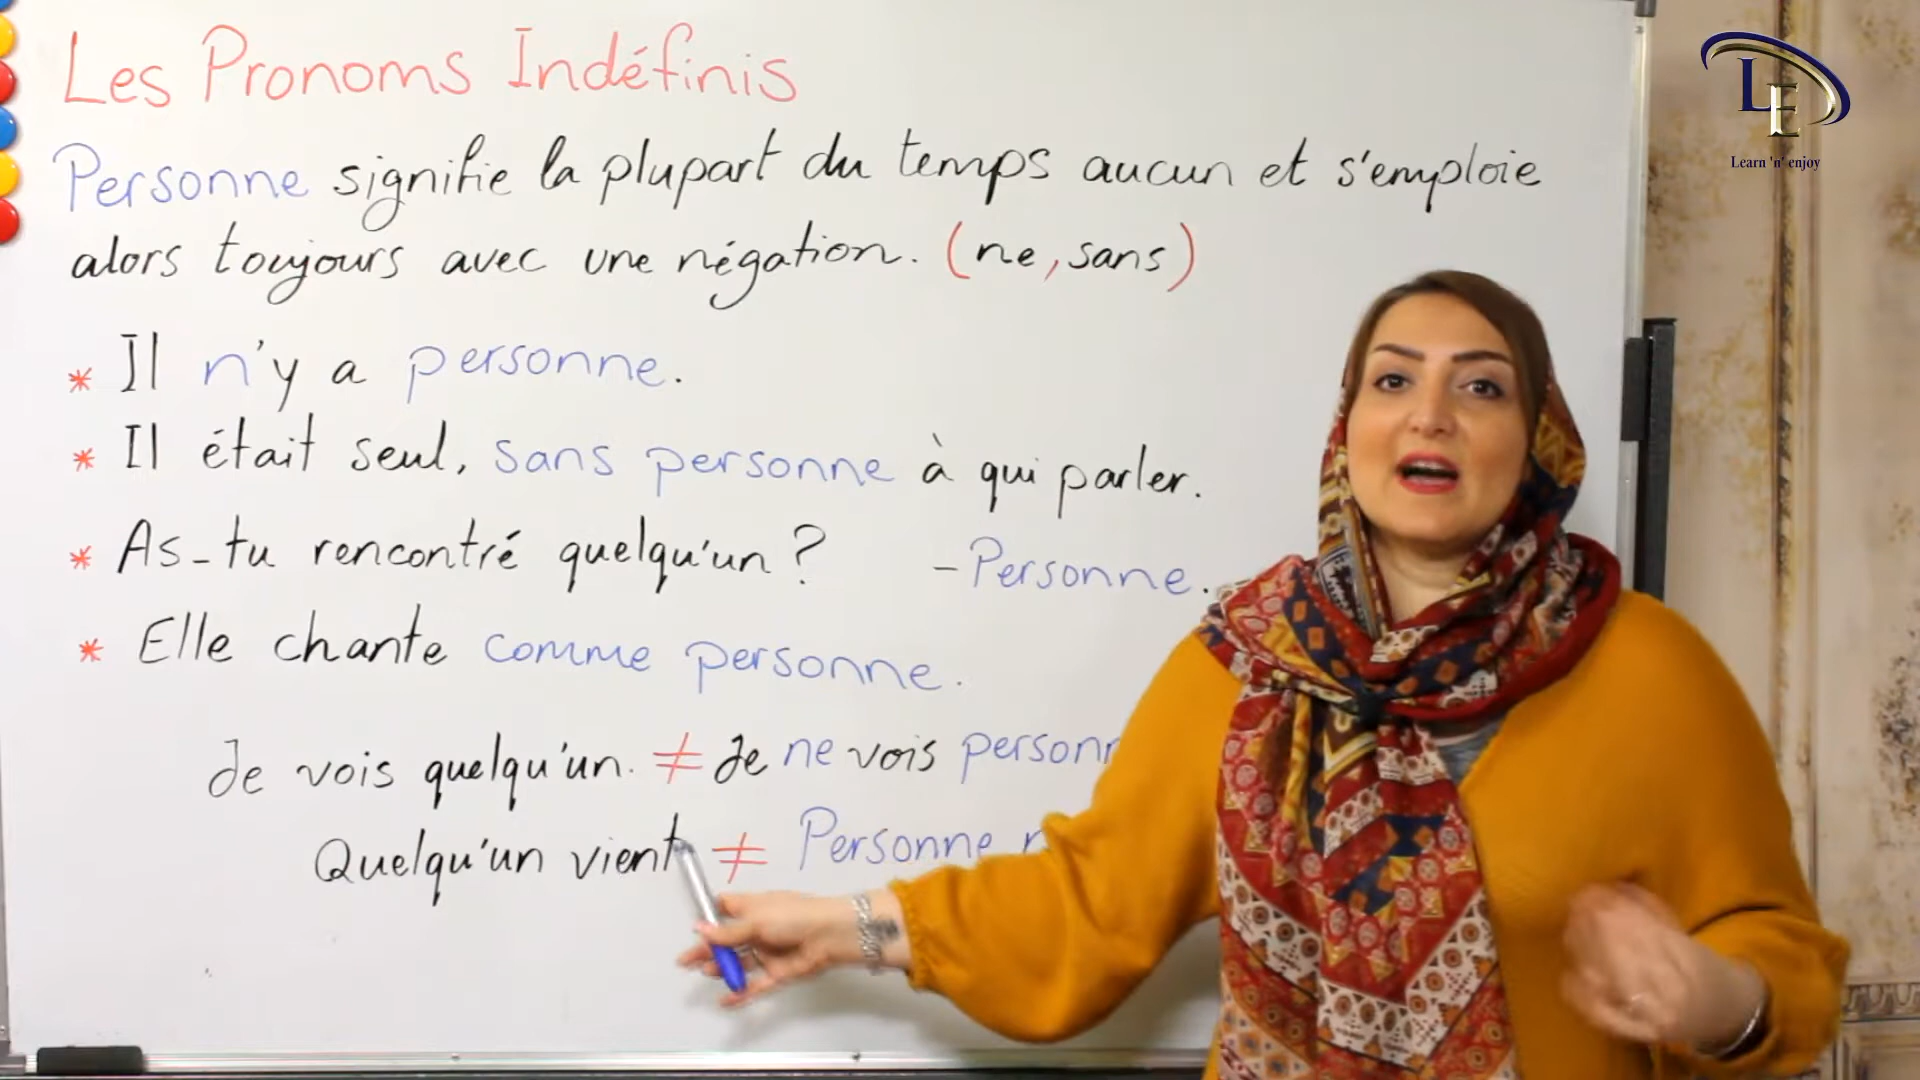 Les Pronoms Indéfinis
Personne signifie la plupart du temps aucun et s'emploie
alors toujours avec une négation. (ne, sans)
* Il n'y a personne.
* Il était seul, sans personne à qui parler.
* As-tu rencontré quelqu'un ? - Personne.
* Elle chante comme personne.
Je vois quelqu'un. ≠ Je ne vois
Quelqu'un vient ≠ Personne
LE
Learn 'n' enjoy